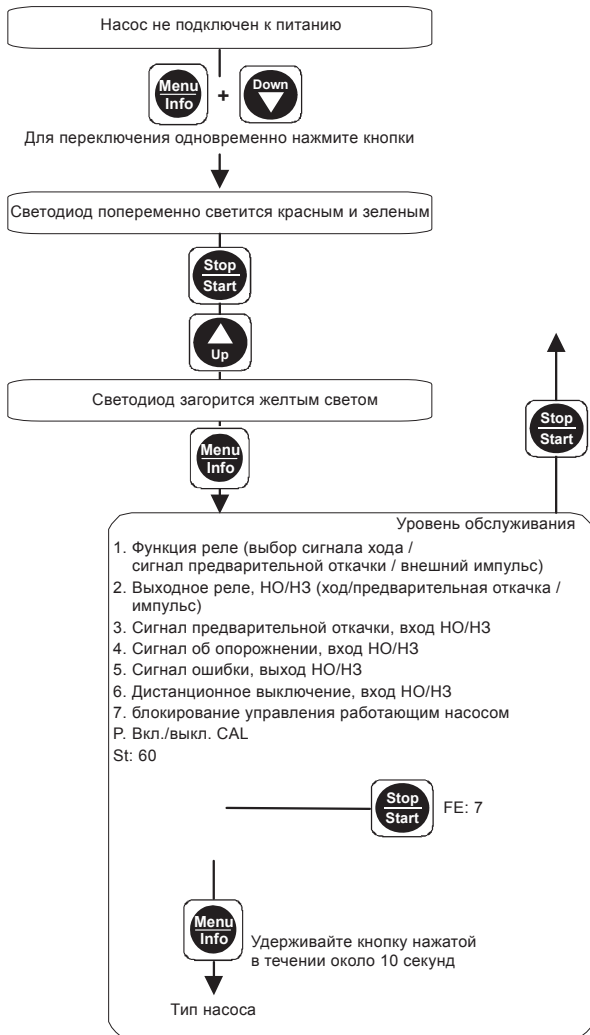 Насос не подключен к питанию
Menu
Info
+
Down
Для переключения одновременно нажмите кнопки
Светодиод попеременно светится красным и зеленым
Stop
Start
Up
Светодиод загорится желтым светом
Stop
Start
Menu
Info
Уровень обслуживания
1. Функция реле (выбор сигнала хода /
сигнал предварительной откачки / внешний импульс)
2. Выходное реле, НО/НЗ (ход/предварительная откачка /
импульс)
3. Сигнал предварительной откачки, вход НО/НЗ
4. Сигнал об опорожнении, вход НО/НЗ
5. Сигнал ошибки, выход НО/НЗ
6. Дистанционное выключение, вход НО/НЗ
7. блокирование управления работающим насосом
P. Вкл./выкл. CAL
St: 60
Stop
Start
FE: 7
Menu
Info
Удерживайте кнопку нажатой
в течении около 10 секунд
Тип насоса